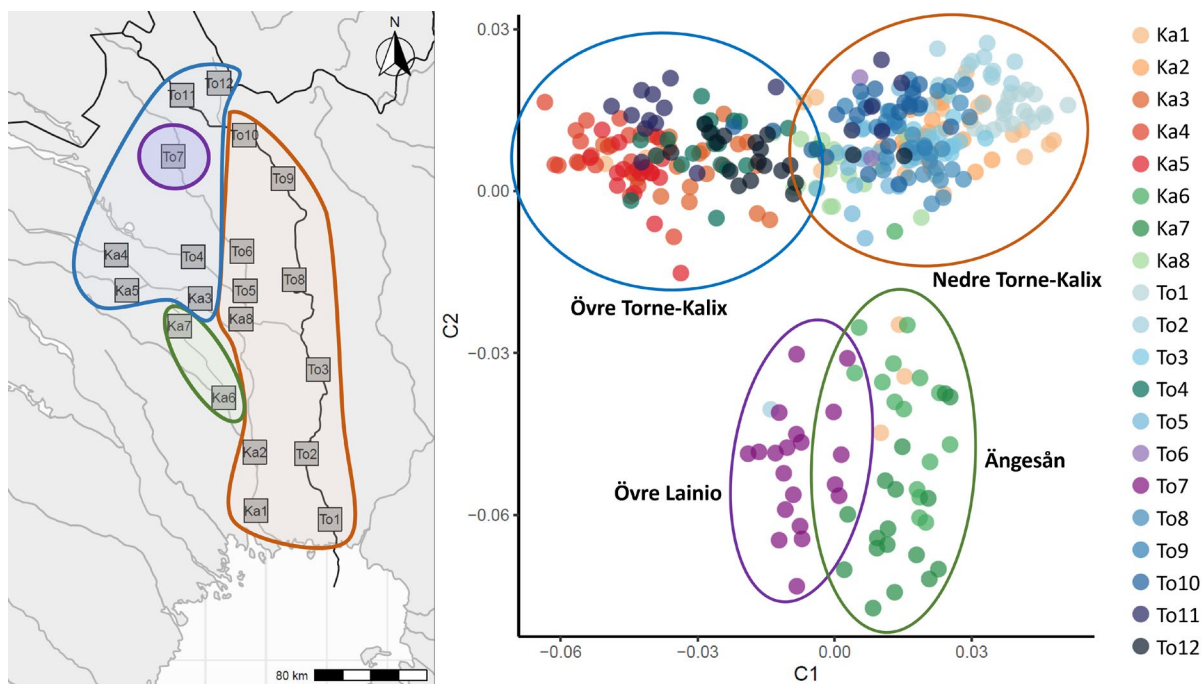 N
To12
To11
To10
To7
To9
To6
Ka4
To4
To8
Ka5
To5
Ka3
Ka8
Ka7
To3
Ka6
Ka2
To2
Ka1
To1
80 km
0.03
0.00
−0.03
−0.06
C2
Övre Torne-Kalix
Nedre Torne-Kalix
Övre Lainio
Ängesån
−0.06
−0.03
0.00
0.03
C1
Ka1
Ka2
Ka3
Ka4
Ka5
Ka6
Ka7
Ka8
To1
To2
To3
To4
To5
To6
To7
To8
To9
To10
To11
To12